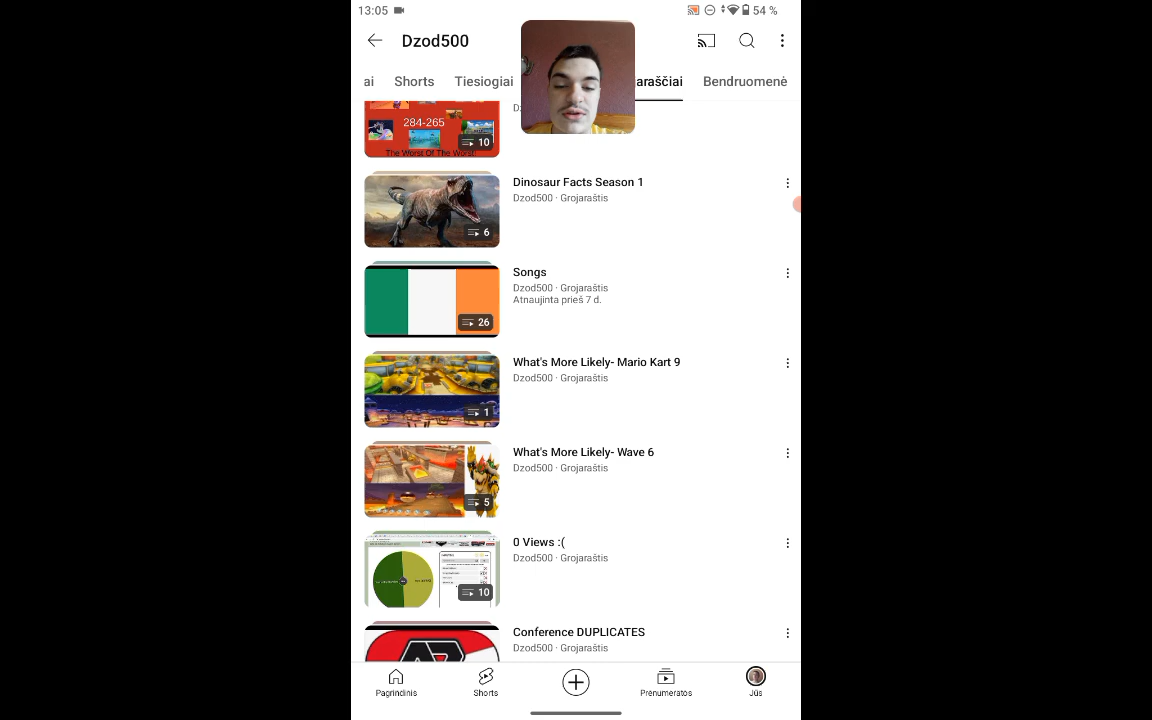 13:05
54 %
Dzod500
ai Shorts Tiesiogiai araščiai Bendruomenė
284-265
The Worst Of The Worst
10
Dinosaur Facts Season 1
Dzod500 · Grojaraštis
6
Songs
Dzod500 · Grojaraštis
Atnaujinta prieš 7 d.
26
What's More Likely- Mario Kart 9
Dzod500 · Grojaraštis
1
What's More Likely- Wave 6
Dzod500 · Grojaraštis
5
0 Views :(
Dzod500 · Grojaraštis
10
Conference DUPLICATES
Dzod500 · Grojaraštis
AZ
Pagrindinis Shorts Prenumeratos Jūs